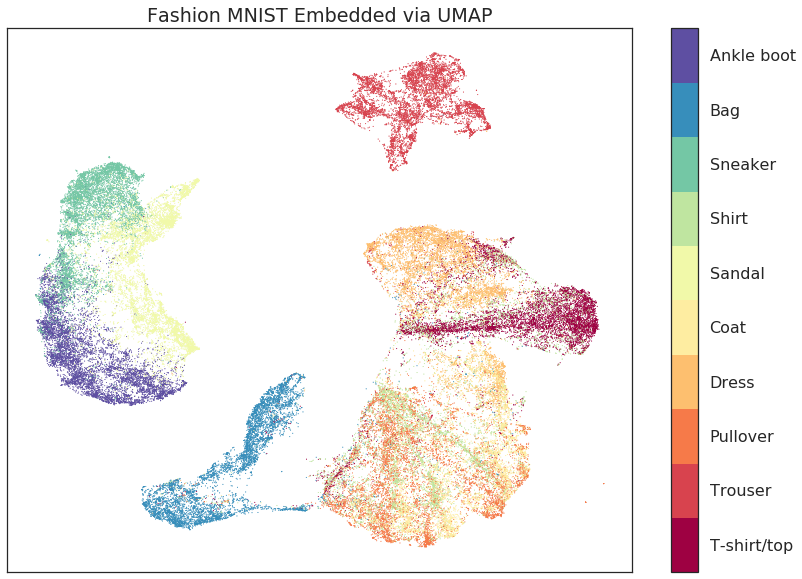 Fashion MNIST Embedded via UMAP
Ankle boot
Bag
Sneaker
Shirt
Sandal
Coat
Dress
Pullover
Trouser
T-shirt/top